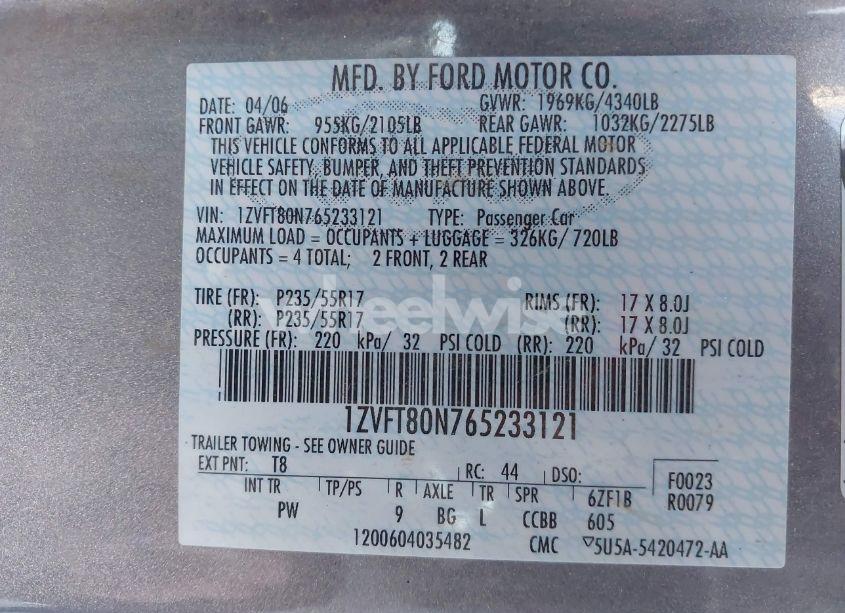 MFD. BY FORD MOTOR CO.
DATE: 04/06 GVWR: 1969KG/4340LB
FRONT GAWR: 955KG/2105LB REAR GAWR: 1032KG/2275LB
THIS VEHICLE CONFORMS TO ALL APPLICABLE FEDERAL MOTOR
VEHICLE SAFETY, BUMPER, AND THEFT PREVENTION STANDARDS
IN EFFECT ON THE DATE OF MANUFACTURE SHOWN ABOVE.
VIN: 1ZVFT80N765233121 TYPE: Passenger Car
MAXIMUM LOAD = OCCUPANTS + LUGGAGE = 326KG/ 720LB
OCCUPANTS = 4 TOTAL; 2 FRONT, 2 REAR
TIRE (FR): P235/55R17 RIMS (FR): 17 X 8.0J
(RR): P235/55R17 (RR): 17 X 8.0J
wheelwise
PRESSURE (FR): 220 kPa/ 32 PSI COLD (RR): 220 kPa/ 32 PSI COLD
1ZVFT80N765233121
TRAILER TOWING - SEE OWNER GUIDE
EXT PNT: T8 RC: 44 DSO: F0023
INT TR TP/PS R AXLE TR SPR 6ZF1B R0079
PW 9 BG L CCBB 605
1200604035482 CMC ▽5U5A-5420472-AA